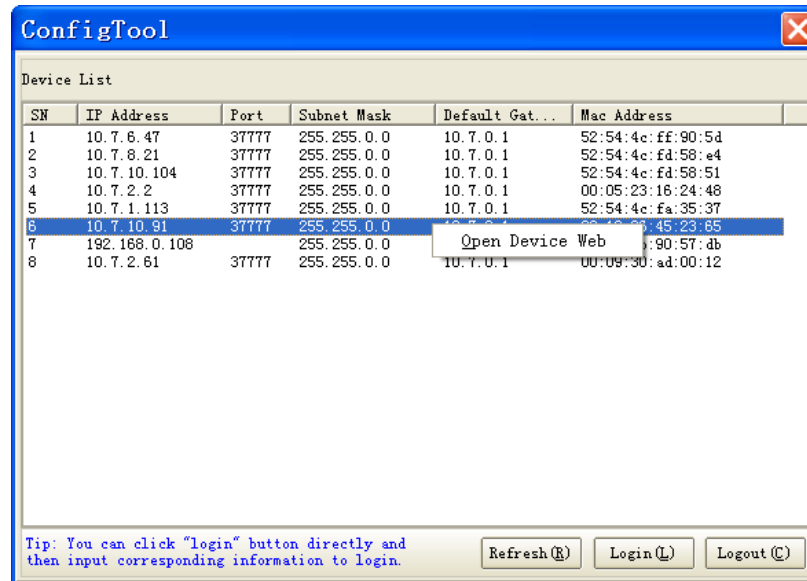 ConfigTool
Device List
SN IP Address Port Subnet Mask Default Gat... Mac Address
1 10.7.6.47 37777 255.255.0.0 10.7.0.1 52:54:4c:ff:90:5d
2 10.7.8.21 37777 255.255.0.0 10.7.0.1 52:54:4c:fd:58:e4
3 10.7.10.104 37777 255.255.0.0 10.7.0.1 52:54:4c:fd:58:51
4 10.7.2.2 37777 255.255.0.0 10.7.0.1 00:05:23:16:24:48
5 10.7.1.113 37777 255.255.0.0 10.7.0.1 52:54:4c:fa:35:37
6 10.7.10.91 37777 255.255.0.0 :45:23:65
Open Device Web
7 192.168.0.108 255.255.0.0 :90:57:db
8 10.7.2.61 37777 255.255.0.0 10.7.0.1 00:09:30:ad:00:12
Tip: You can click "login" button directly and
then input corresponding information to login.
Refresh(R) Login(L) Logout(C)